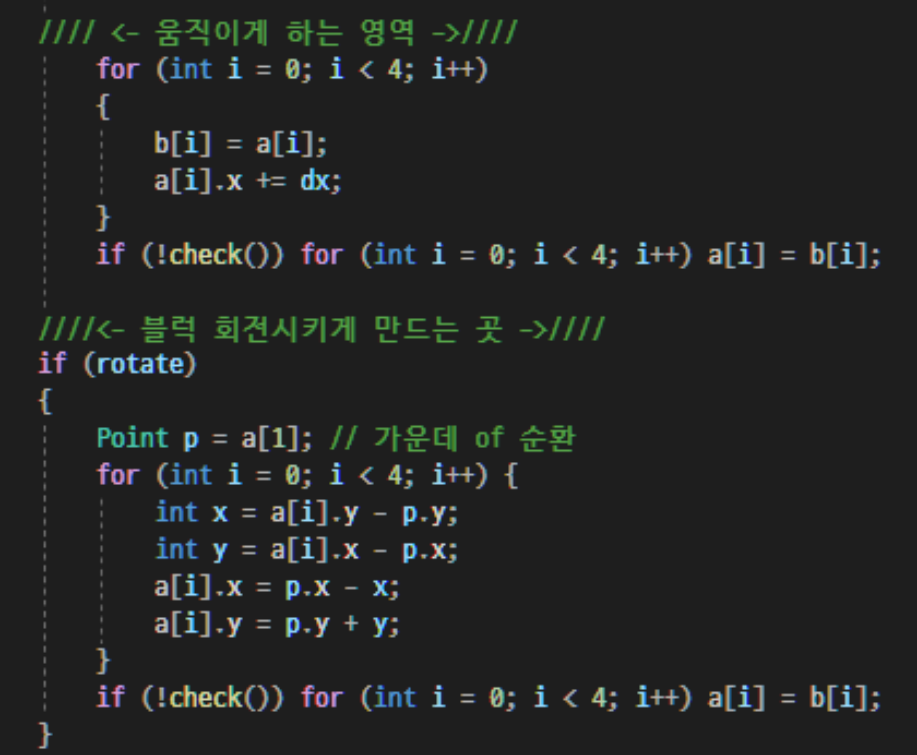 //// <- 움직이게 하는 영역 ->////
for (int i = 0; i < 4; i++)
{
b[i] = a[i];
a[i].x += dx;
}
if (!check()) for (int i = 0; i < 4; i++) a[i] = b[i];
////<- 블럭 회전시키게 만드는 곳 ->////
if (rotate)
{
Point p = a[1]; // 가운데 of 순환
for (int i = 0; i < 4; i++) {
int x = a[i].y - p.y;
int y = a[i].x - p.x;
a[i].x = p.x - x;
a[i].y = p.y + y;
}
if (!check()) for (int i = 0; i < 4; i++) a[i] = b[i];
}